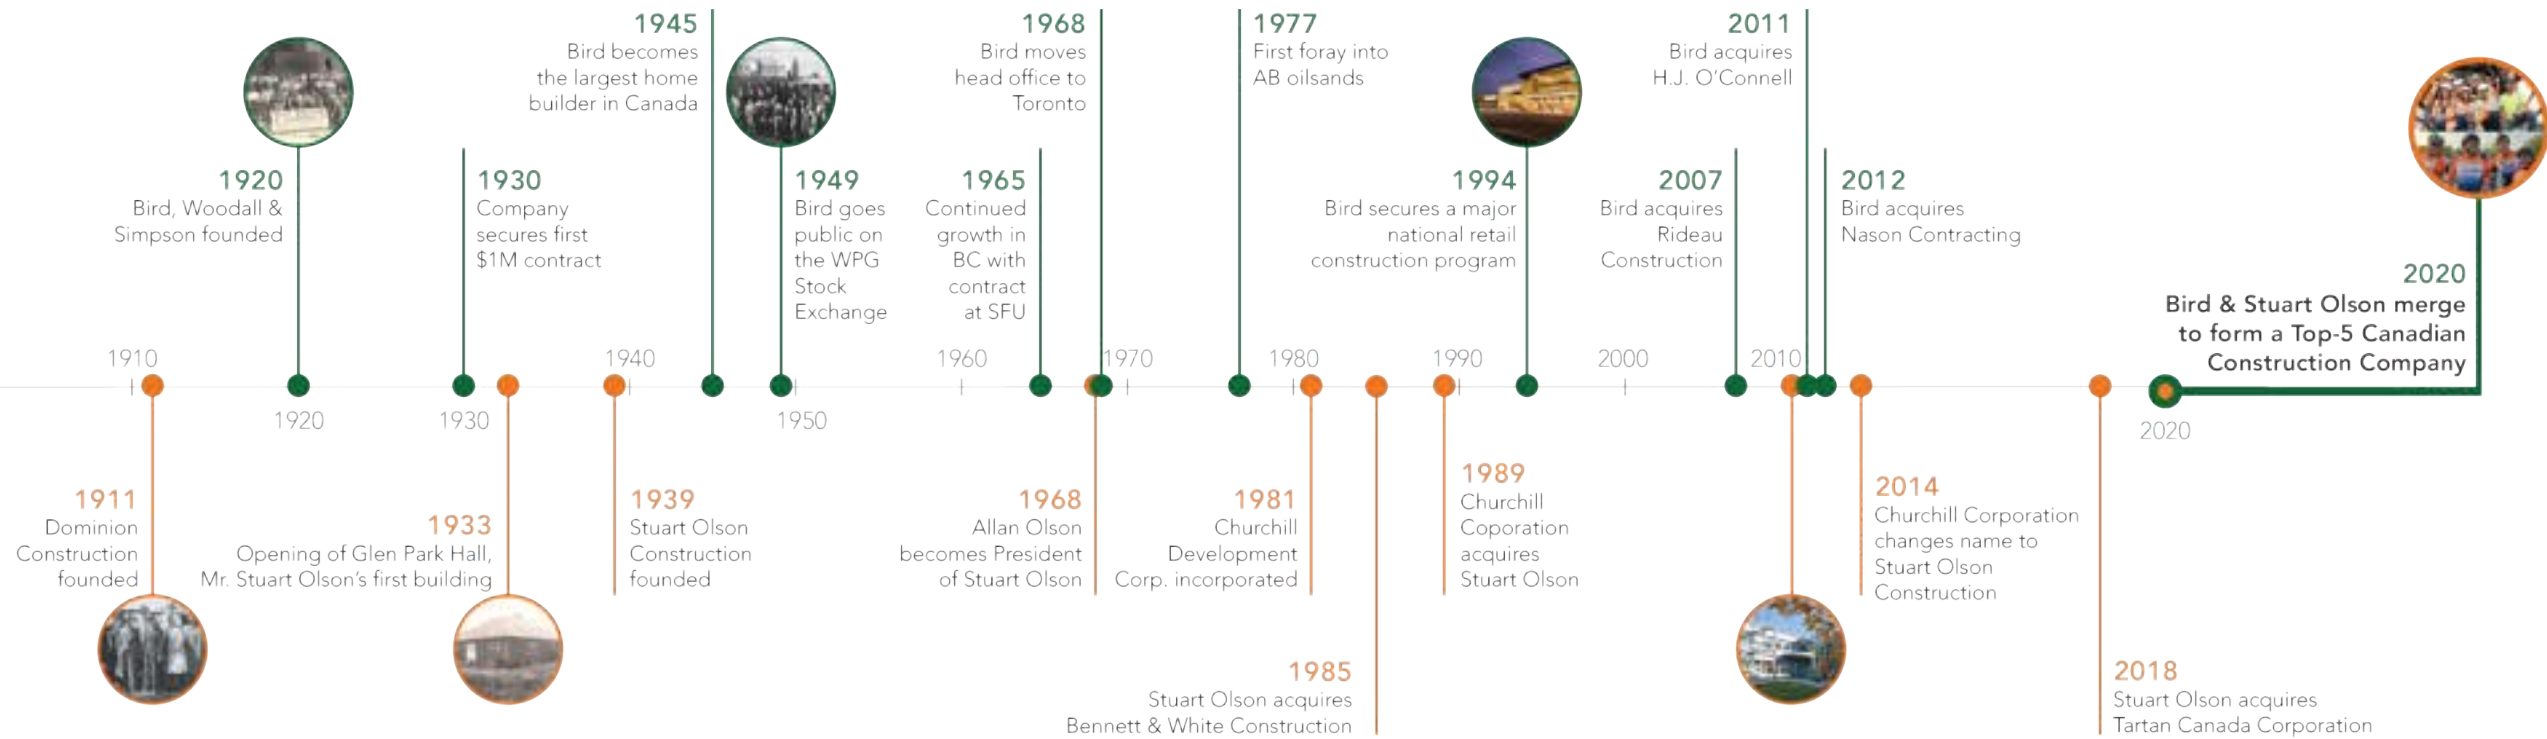 1945
Bird becomes
the largest home
builder in Canada
1968
Bird moves
head office to
Toronto
1977
First foray into
AB oilsands
2011
Bird acquires
H.J. O'Connell
1920
Bird, Woodall &
Simpson founded
1930
Company
secures first
$1M contract
1949
Bird goes
public on
the WPG
Stock
Exchange
1965
Continued
growth in
BC with
contract
at SFU
1994
Bird secures a major
national retail
construction program
2007
Bird acquires
Rideau
Construction
2012
Bird acquires
Nason Contracting
2020
Bird & Stuart Olson merge
to form a Top-5 Canadian
Construction Company
1910
1940
1960
1970
1980
1990
2000
2010
1920
1930
1950
2020
1911
Dominion
Construction
founded
1933
Opening of Glen Park Hall,
Mr. Stuart Olson's first building
1939
Stuart Olson
Construction
founded
1968
Allan Olson
becomes President
of Stuart Olson
1981
Churchill
Development
Corp. incorporated
1989
Churchill
Coporation
acquires
Stuart Olson
2014
Churchill Corporation
changes name to
Stuart Olson
Construction
1985
Stuart Olson acquires
Bennett & White Construction
2018
Stuart Olson acquires
Tartan Canada Corporation